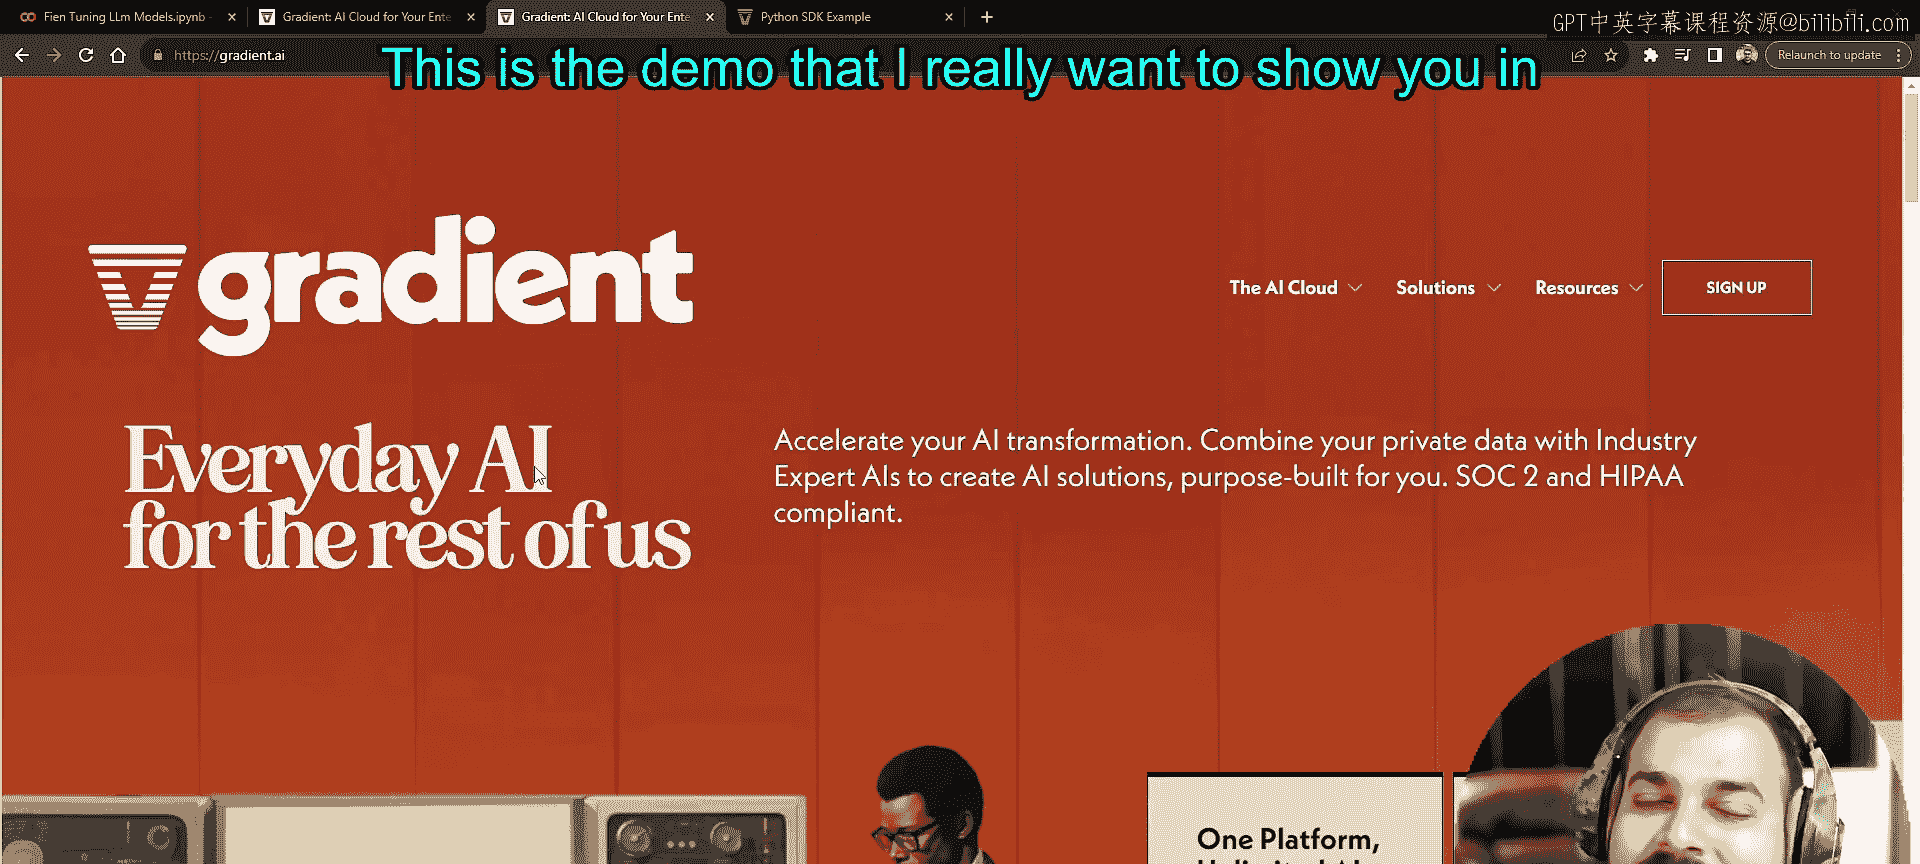 Fien Tuning LLm Models.ipynb -
Gradient: AI Cloud for Your Ente
Gradient: AI Cloud for Your Ente
Python SDK Example
GPT中英字幕课程资源@bilibili.com
https://gradient.ai
This is the demo that I really want to show you in
Relaunch to update
gradient
The AI Cloud
Solutions
Resources
SIGN UP
Everyday AI
for the rest of us
Accelerate your AI transformation. Combine your private data with Industry
Expert AIs to create AI solutions, purpose-built for you. SOC 2 and HIPAA
compliant.
One Platform,